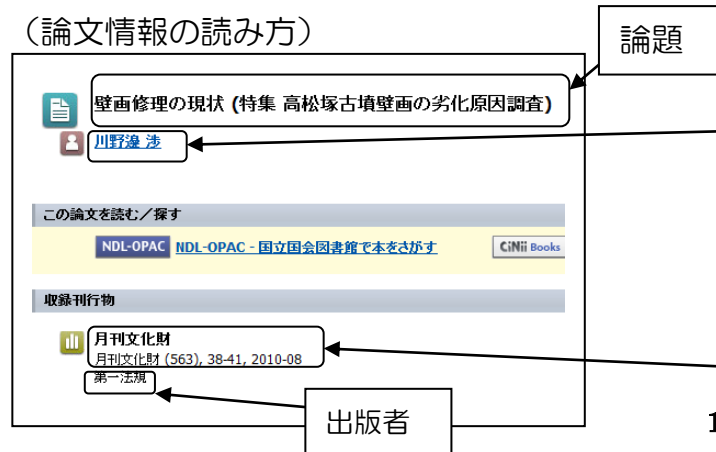 （論文情報の読み方）
論題
壁画修理の現状 (特集 高松塚古墳壁画の劣化原因調査)
川野邊 渉
この論文を読む／探す
NDL-OPAC NDL-OPAC - 国立国会図書館で本をさがす CiNii Books
収録刊行物
月刊文化財
月刊文化財 (563), 38-41, 2010-08
第一法規
出版者
1